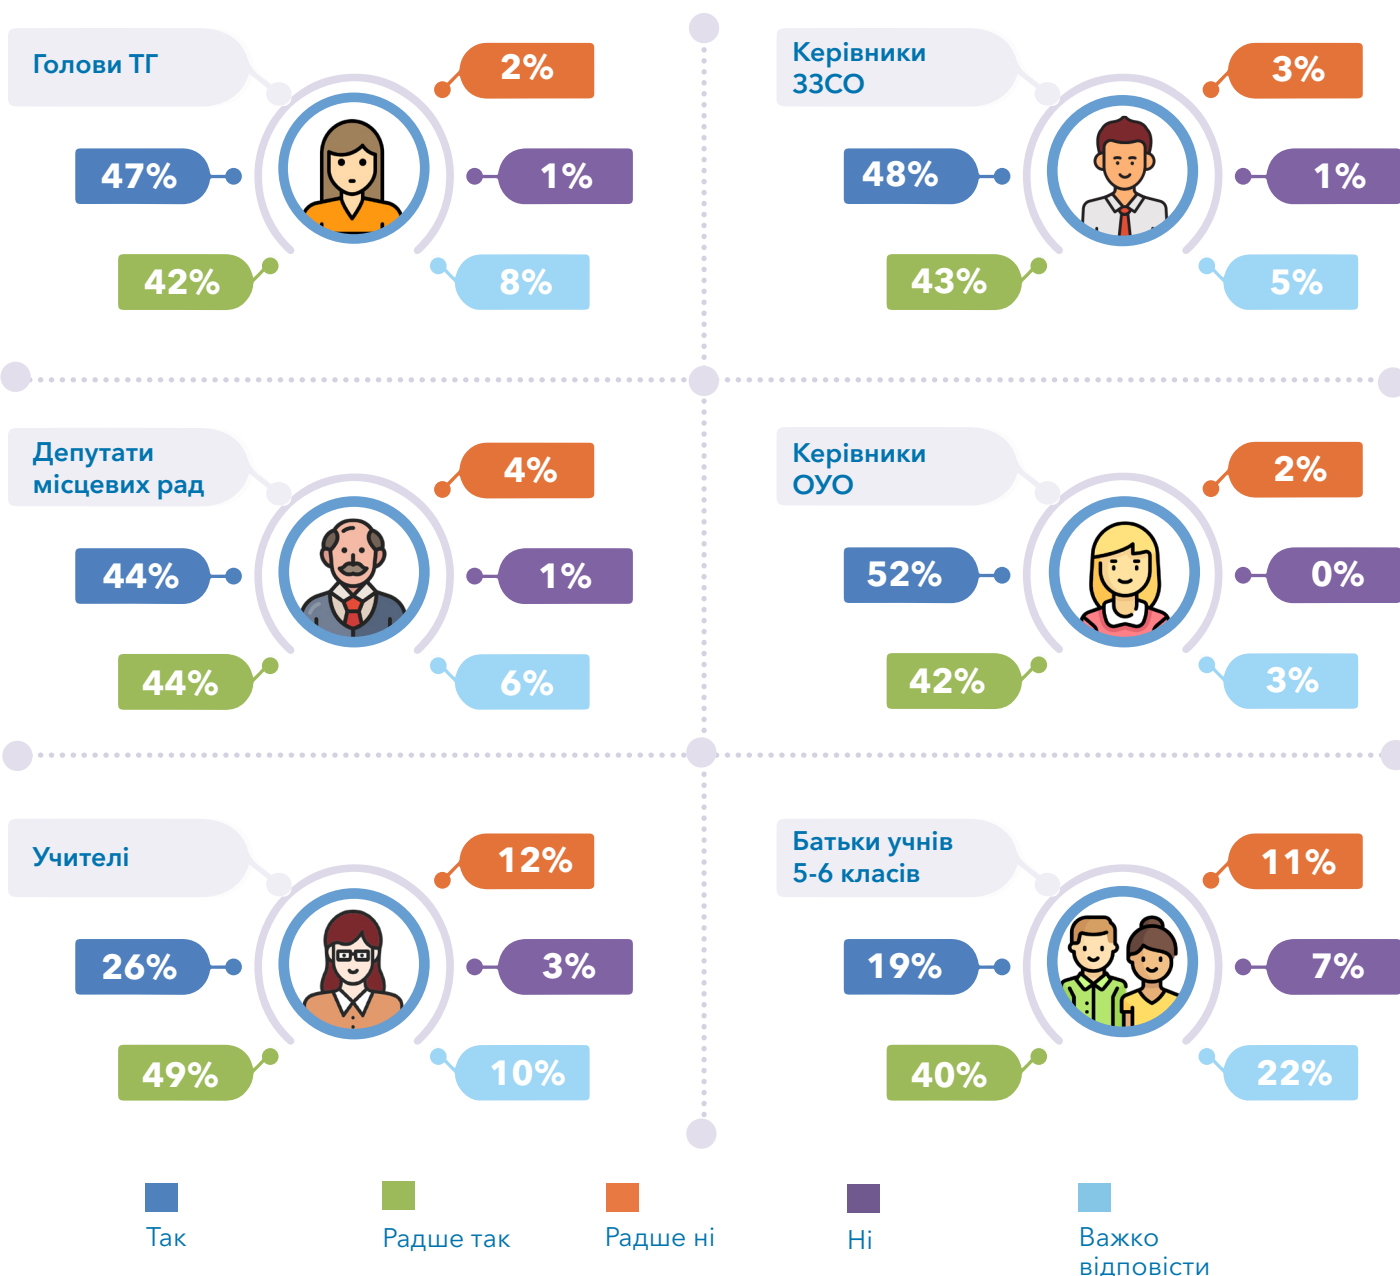 Голови ТГ
2%
47%
1%
42%
8%
Керівники
ЗЗСО
3%
48%
1%
43%
5%
Депутати
місцевих рад
4%
44%
1%
44%
6%
Керівники
ОУО
2%
52%
0%
42%
3%
Учителі
12%
26%
3%
49%
10%
Батьки учнів
5-6 класів
11%
19%
7%
40%
22%
Так
Радше так
Радше ні
Ні
Важко
відповісти